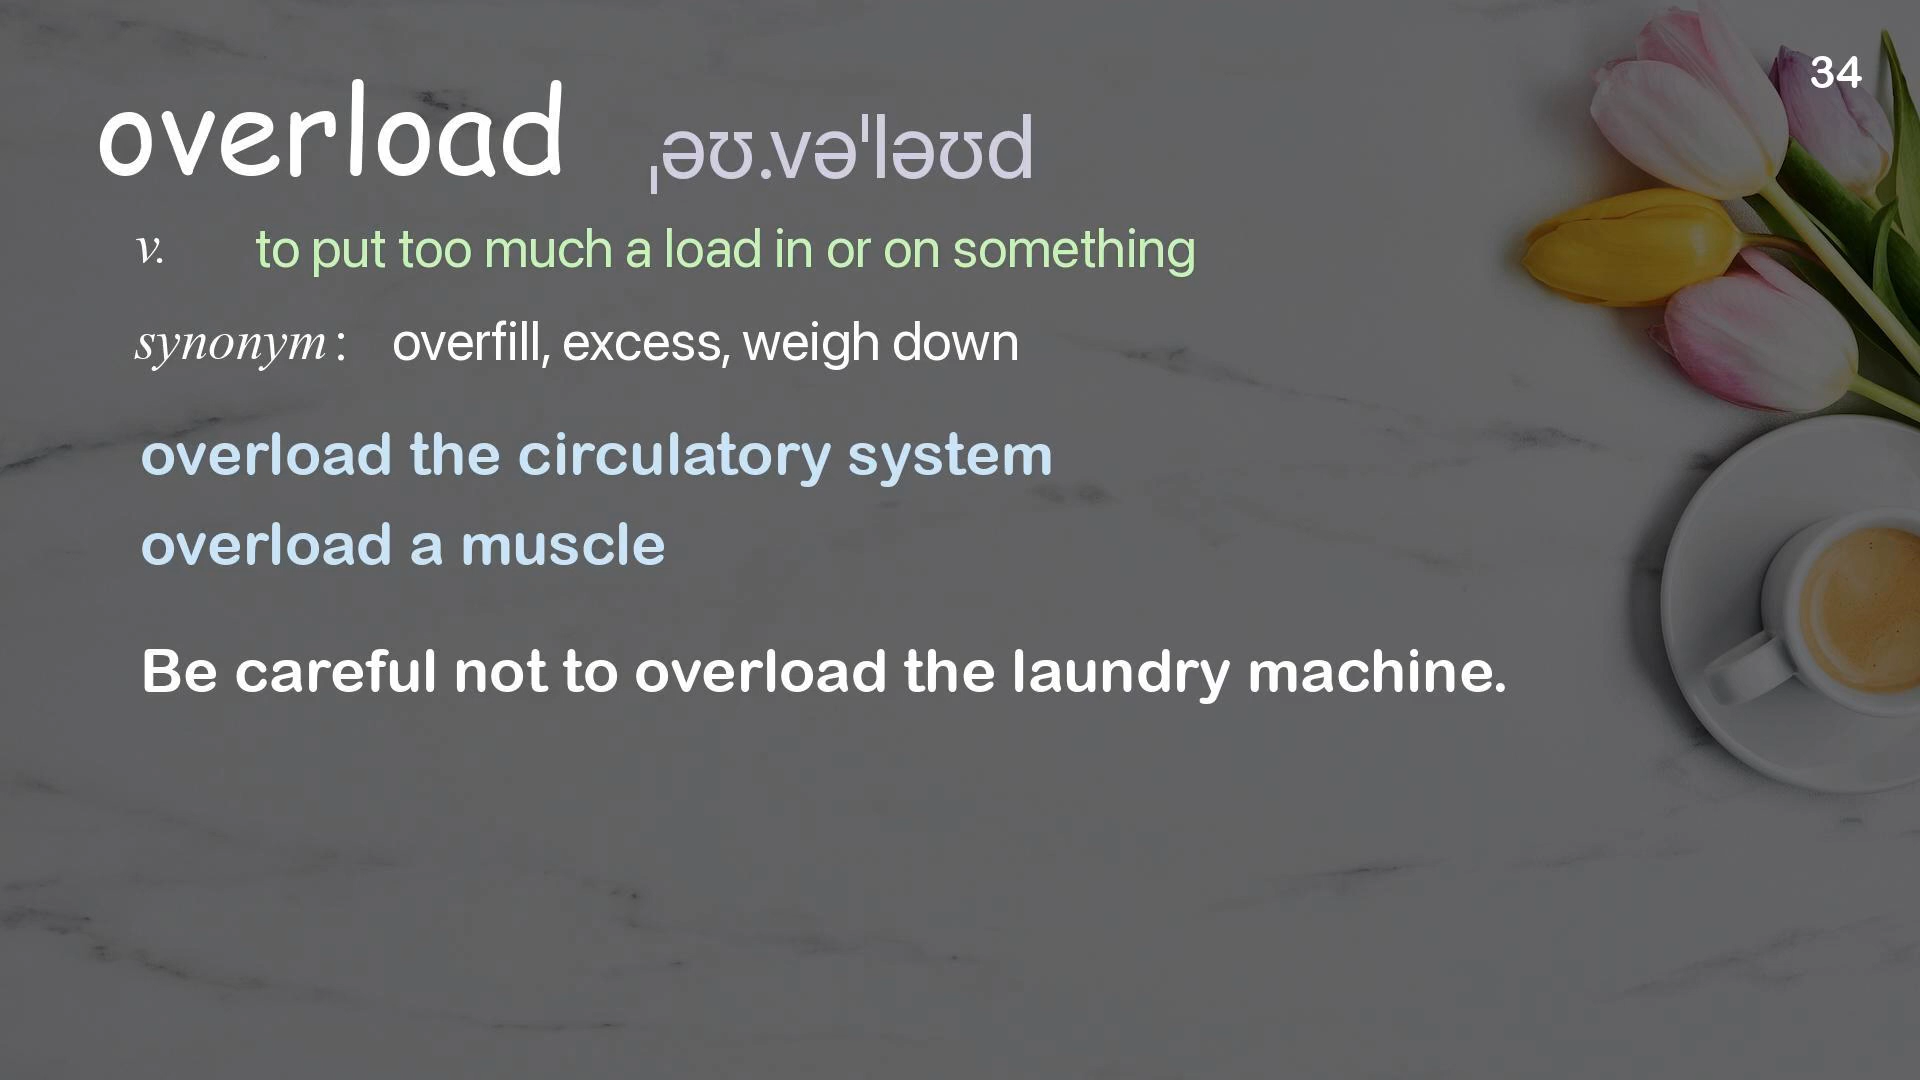 34
overload ˌəʊ.vəˈləʊd
v. to put too much a load in or on something
synonym : overfill, excess, weigh down
overload the circulatory system
overload a muscle
Be careful not to overload the laundry machine.